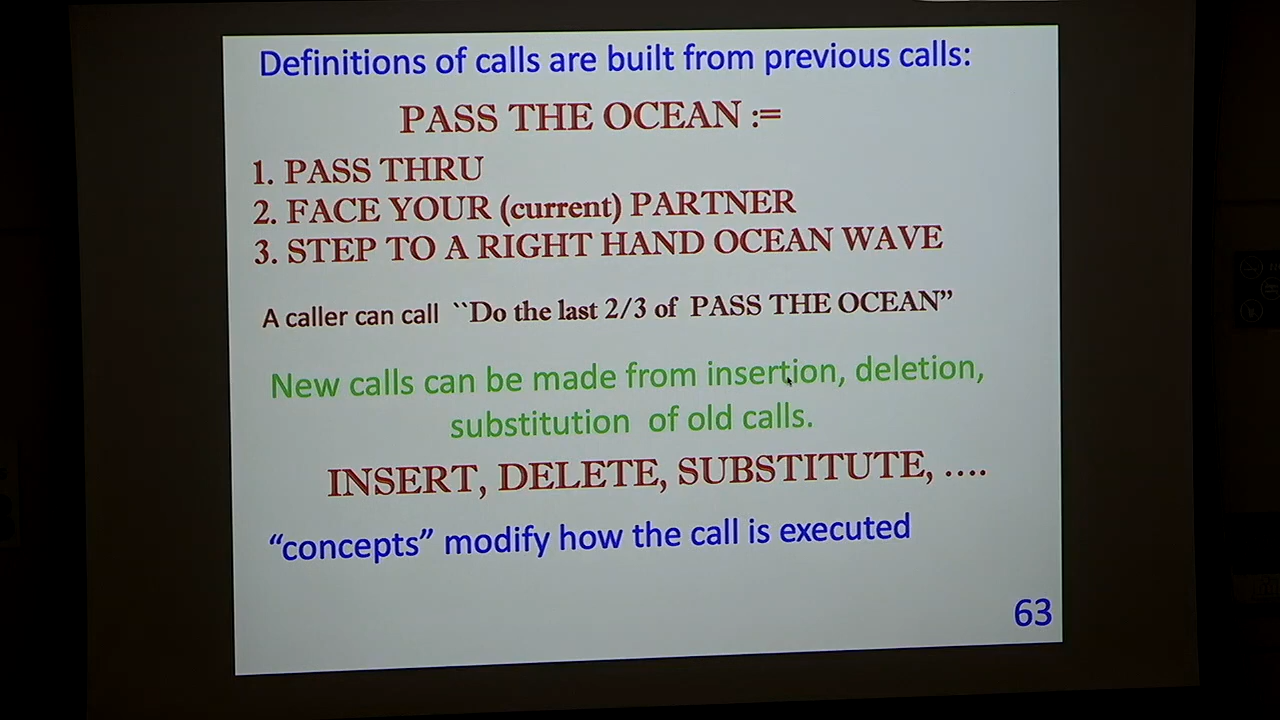 Definitions of calls are built from previous calls:
PASS THE OCEAN :=
1. PASS THRU
2. FACE YOUR (current) PARTNER
3. STEP TO A RIGHT HAND OCEAN WAVE
A caller can call ``Do the last 2/3 of PASS THE OCEAN”
New calls can be made from insertion, deletion,
substitution of old calls.
INSERT, DELETE, SUBSTITUTE, ....
“concepts” modify how the call is executed
63